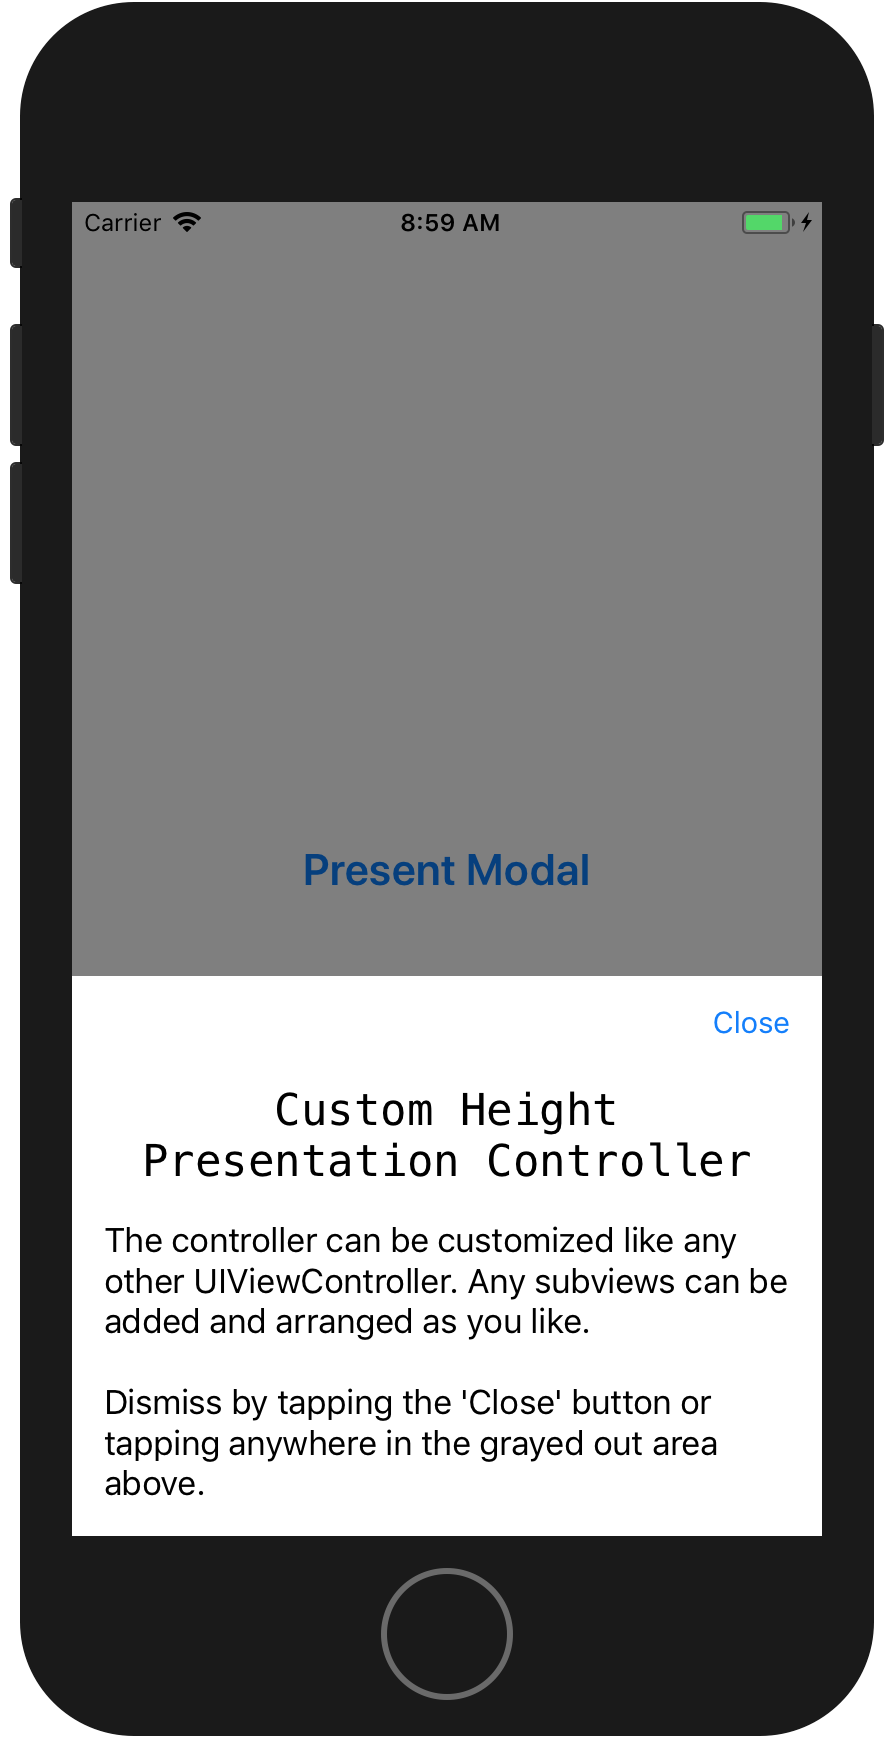 Carrier 8:59 AM
Present Modal
Close
Custom Height
Presentation Controller
The controller can be customized like any
other UIViewController. Any subviews can be
added and arranged as you like.
Dismiss by tapping the 'Close' button or
tapping anywhere in the grayed out area
above.